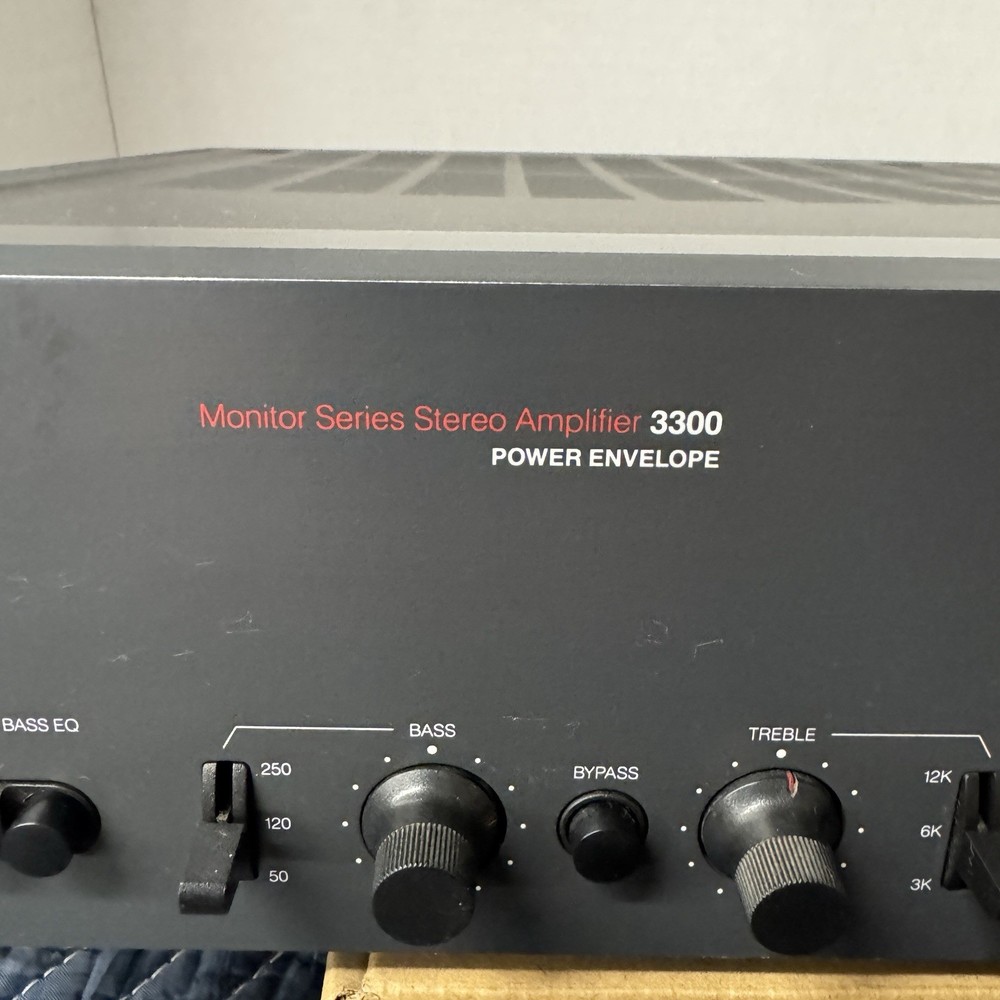 Monitor Series Stereo Amplifier 3300
POWER ENVELOPE
BASS EQ
BASS
250
120
50
BYPASS
TREBLE
12K
6K
3K